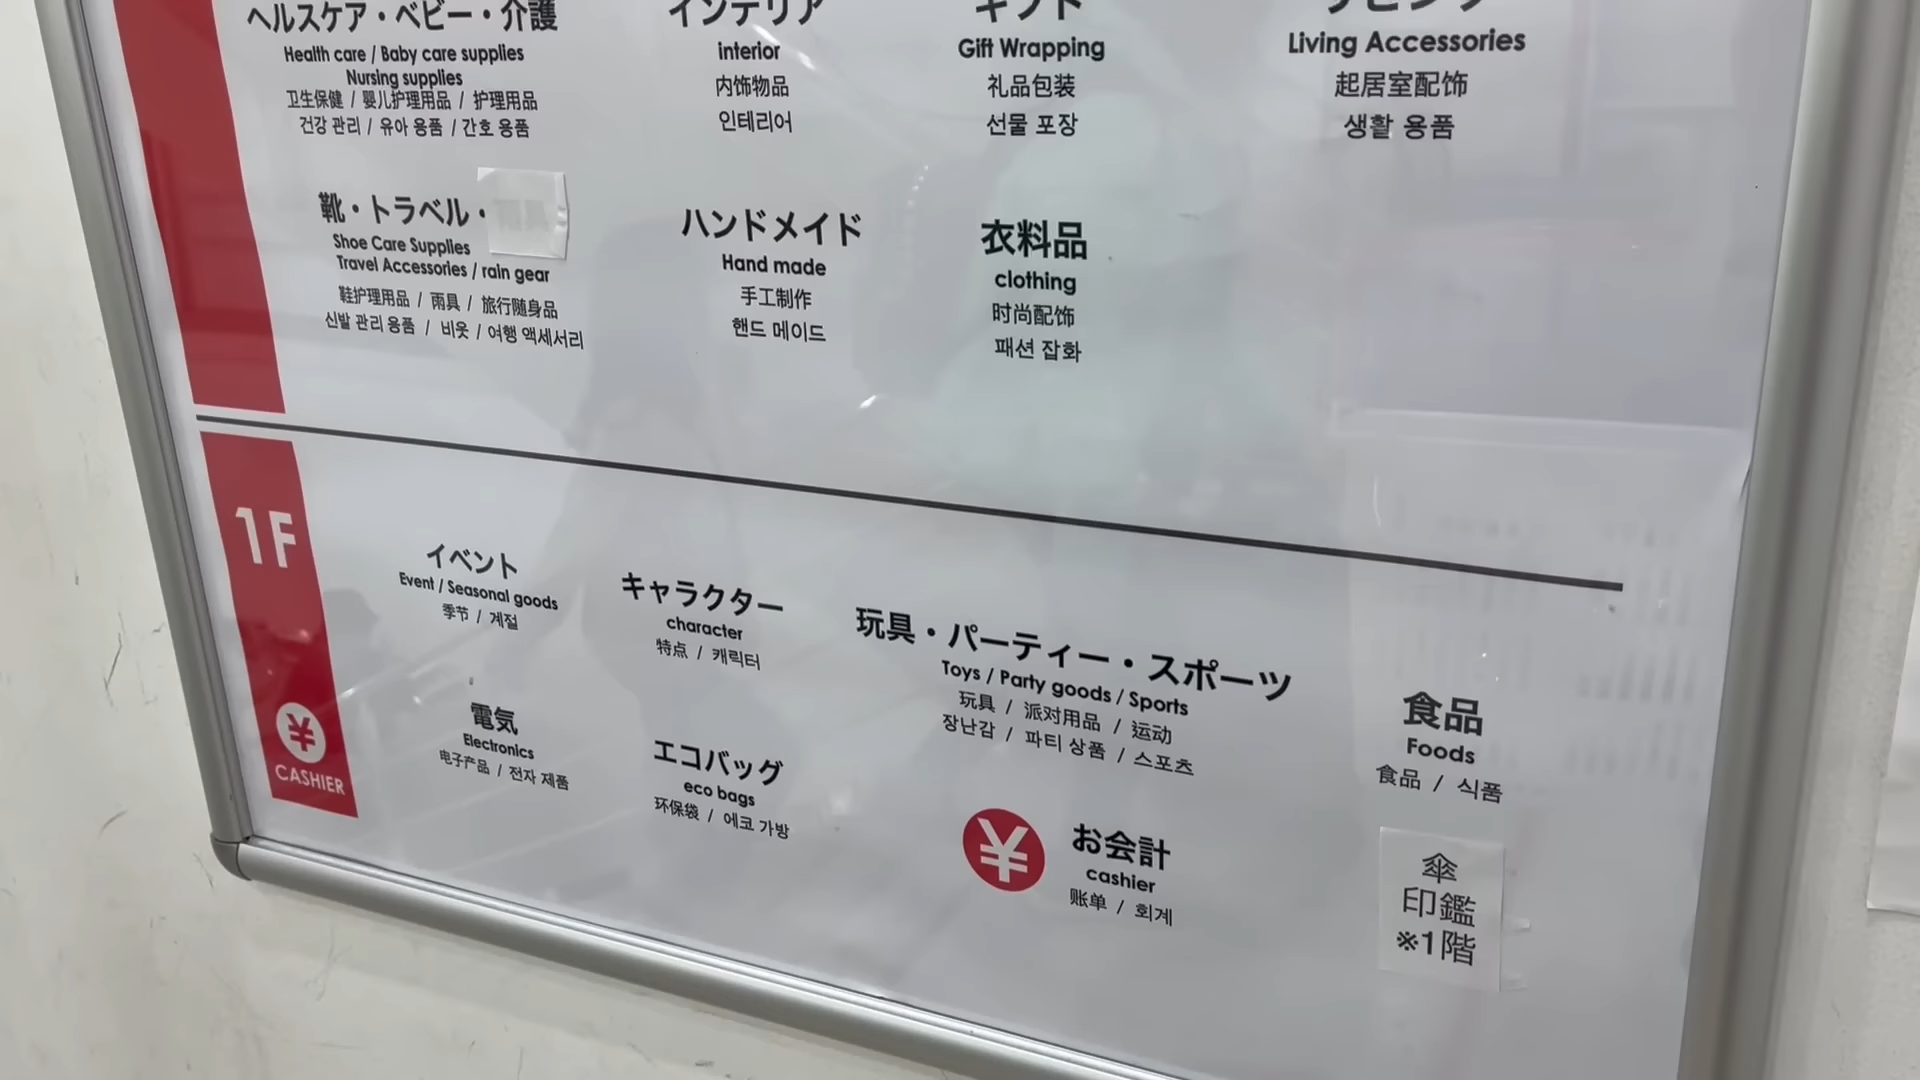 ヘルスケア・ベビー・介護
Health care / Baby care supplies
Nursing supplies
卫生保健 / 婴儿护理用品 / 护理用品
건강 관리 / 유아 용품 / 간호 용품
インテリア
interior
内饰物品
인테리어
ギフト
Gift Wrapping
礼品包装
선물 포장
Living Accessories
起居室配饰
생활 용품
靴・トラベル・
Shoe Care Supplies
Travel Accessories / rain gear
鞋护理用品 / 雨具 / 旅行随身品
신발 관리 용품 / 비옷 / 여행 액세서리
ハンドメイド
Hand made
手工制作
핸드 메이드
衣料品
clothing
时尚配饰
패션 잡화
1F
イベント
Event / Seasonal goods
季节 / 계절
キャラクター
character
特点 / 캐릭터
玩具・パーティー・スポーツ
Toys / Party goods / Sports
玩具 / 派对用品 / 运动
장난감 / 파티 상품 / 스포츠
食品
Foods
食品 / 식품
電気
Electronics
电子产品 / 전자 제품
エコバッグ
eco bags
环保袋 / 에코 가방
¥
お会計
cashier
账单 / 회계
傘
印鑑
※1階
¥
CASHIER